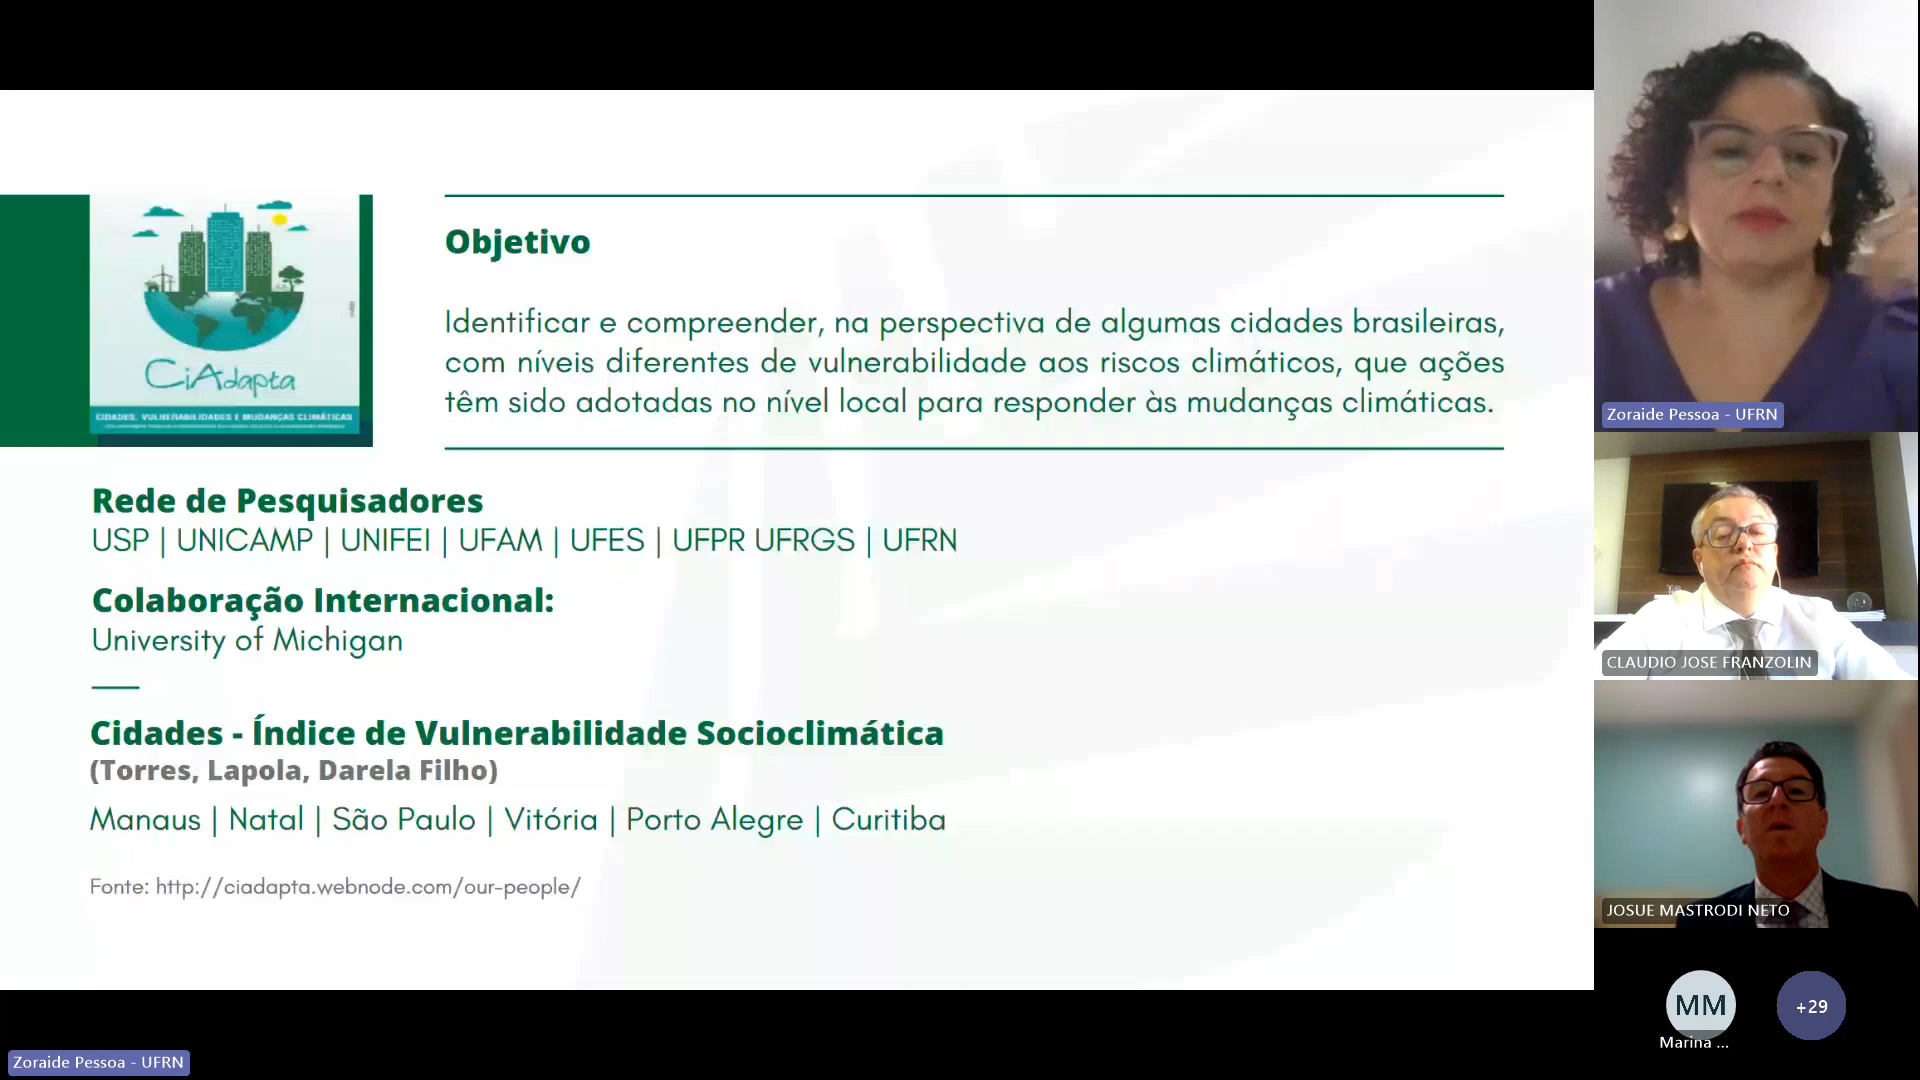 CiAdapta
CIDADES, VULNERABILIDADES E MUDANÇAS CLIMÁTICAS
Objetivo
Identificar e compreender, na perspectiva de algumas cidades brasileiras,
com níveis diferentes de vulnerabilidade aos riscos climáticos, que ações
têm sido adotadas no nível local para responder às mudanças climáticas.
Rede de Pesquisadores
USP | UNICAMP | UNIFEI | UFAM | UFES | UFPR UFRGS | UFRN
Colaboração Internacional:
University of Michigan
Cidades - Índice de Vulnerabilidade Socioclimática
(Torres, Lapola, Darela Filho)
Manaus | Natal | São Paulo | Vitória | Porto Alegre | Curitiba
Fonte: http://ciadapta.webnode.com/our-people/
Zoraide Pessoa - UFRN
Zoraide Pessoa - UFRN
CLAUDIO JOSE FRANZOLIN
JOSUE MASTRODI NETO
MM
Marina ...
+29